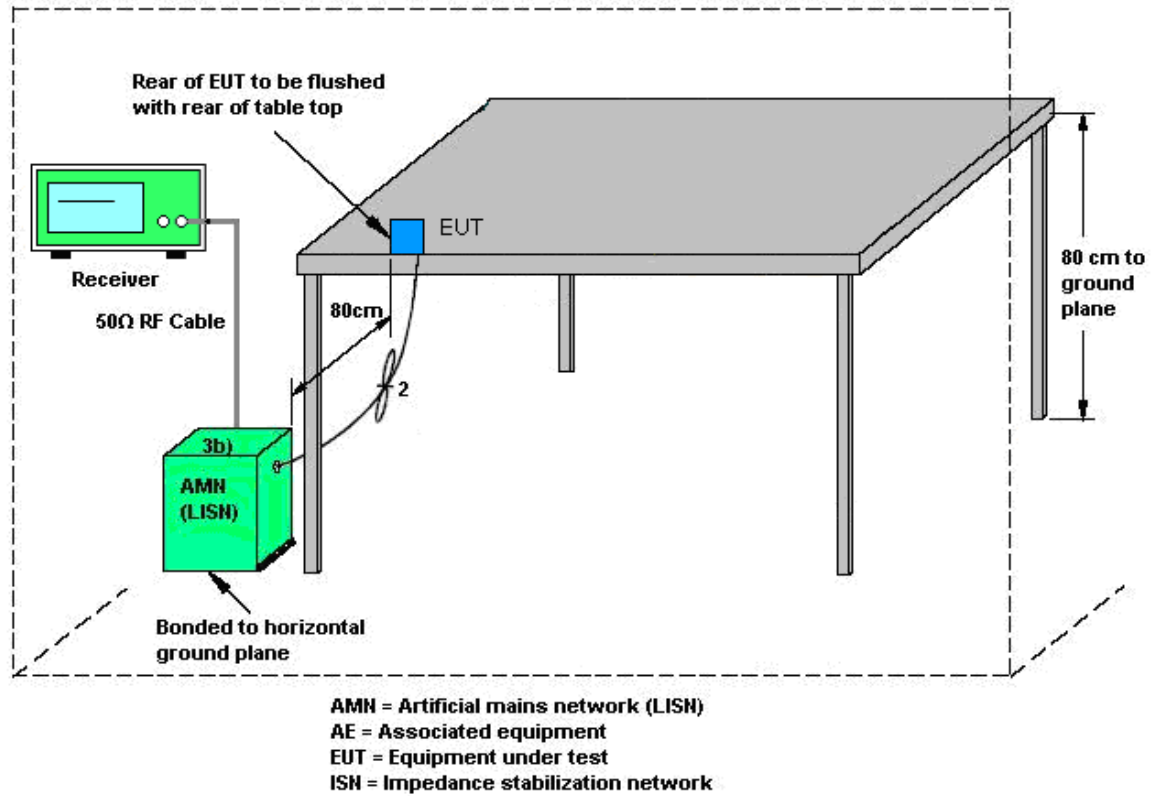 Rear of EUT to be flushed
with rear of table top
EUT
Receiver
50Ω RF Cable
80cm
80 cm to
ground
plane
2
3b)
AMN
(LISN)
Bonded to horizontal
ground plane
AMN = Artificial mains network (LISN)
AE = Associated equipment
EUT = Equipment under test
ISN = Impedance stabilization network